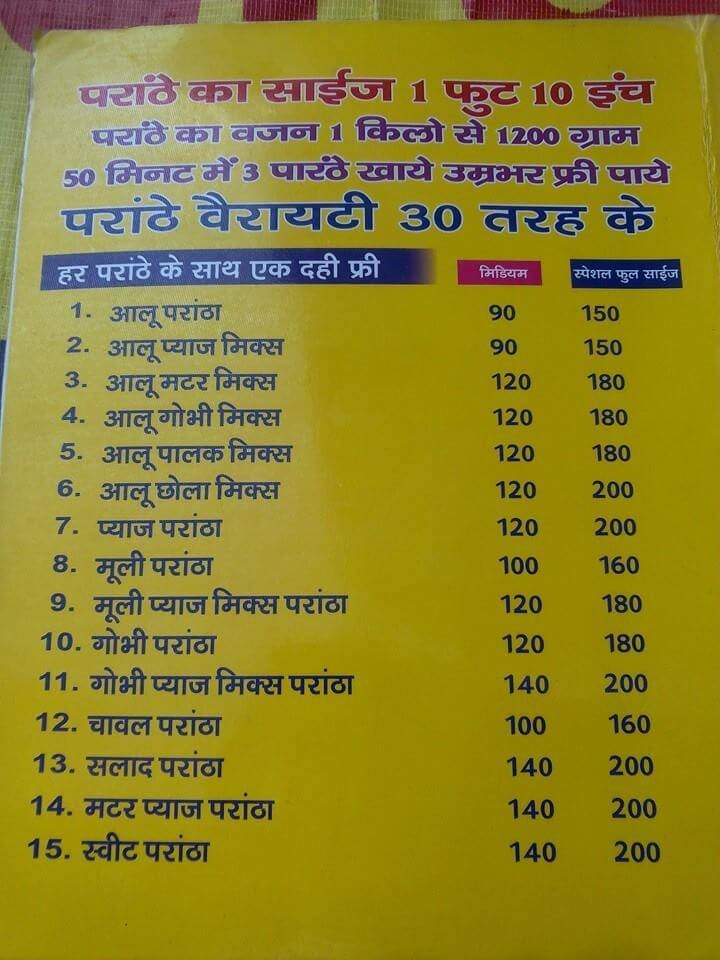 परांठे का साईज 1 फुट 10 इंच
परांठे का वजन 1 किलो से 1200 ग्राम
50 मिनट में 3 पारंठे खाये उम्रभर फ्री पाये
परांठे वैरायटी 30 तरह के
हर परांठे के साथ एक दही फ्री मिडियम स्पेशल फुल साईज
1. आलू परांठा 90 150
2. आलू प्याज मिक्स 90 150
3. आलू मटर मिक्स 120 180
4. आलू गोभी मिक्स 120 180
5. आलू पालक मिक्स 120 180
6. आलू छोला मिक्स 120 200
7. प्याज परांठा 120 200
8. मूली परांठा 100 160
9. मूली प्याज मिक्स परांठा 120 180
10. गोभी परांठा 120 180
11. गोभी प्याज मिक्स परांठा 140 200
12. चावल परांठा 100 160
13. सलाद परांठा 140 200
14. मटर प्याज परांठा 140 200
15. स्वीट परांठा 140 200